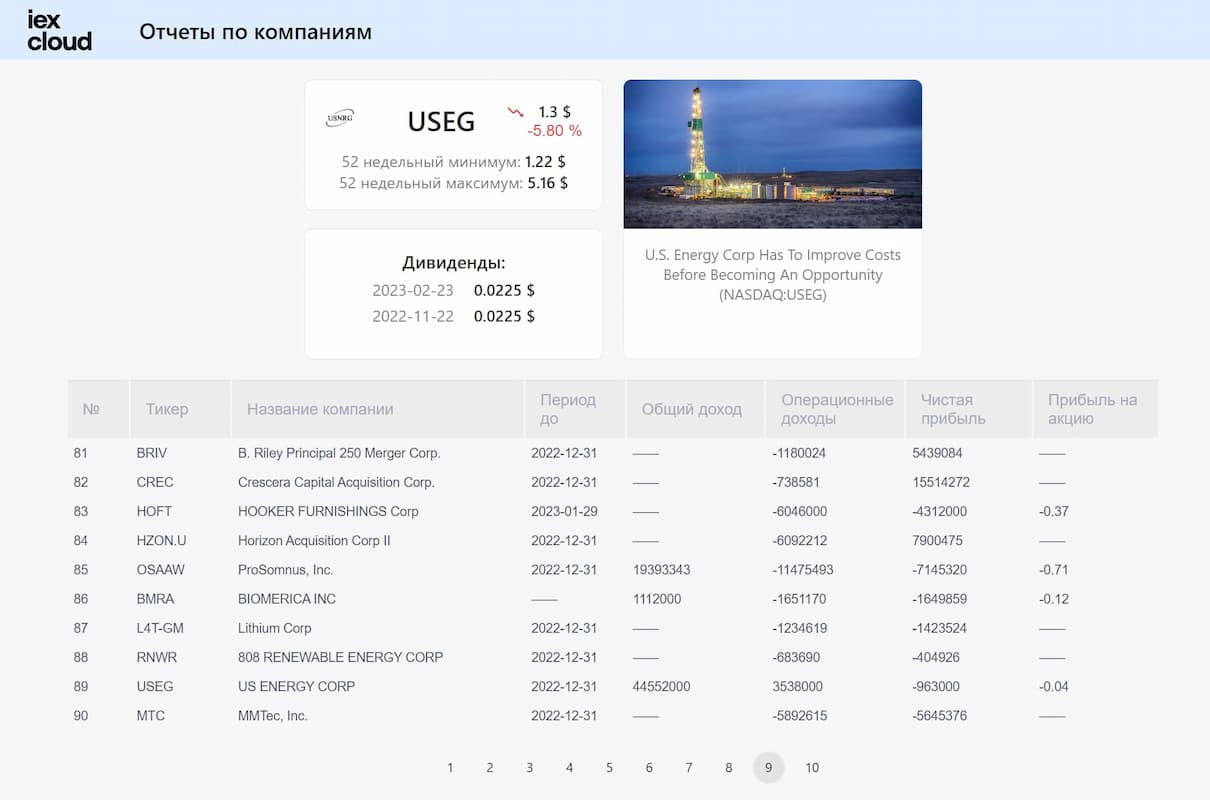 iex
cloud
Отчеты по компаниям
USNRG
USEG
1.3 $
-5.80 %
52 недельный минимум: 1.22 $
52 недельный максимум: 5.16 $
Дивиденды:
2023-02-23 0.0225 $
2022-11-22 0.0225 $
U.S. Energy Corp Has To Improve Costs
Before Becoming An Opportunity
(NASDAQ:USEG)
№ Тикер Название компании Период до Общий доход Операционные доходы Чистая прибыль Прибыль на акцию
81 BRIV B. Riley Principal 250 Merger Corp. 2022-12-31 —— -1180024 5439084 ——
82 CREC Crescera Capital Acquisition Corp. 2022-12-31 —— -738581 15514272 ——
83 HOFT HOOKER FURNISHINGS Corp 2023-01-29 —— -6046000 -4312000 -0.37
84 HZON.U Horizon Acquisition Corp II 2022-12-31 —— -6092212 7900475 ——
85 OSAAW ProSomnus, Inc. 2022-12-31 19393343 -11475493 -7145320 -0.71
86 BMRA BIOMERICA INC —— 1112000 -1651170 -1649859 -0.12
87 L4T-GM Lithium Corp 2022-12-31 —— -1234619 -1423524 ——
88 RNWR 808 RENEWABLE ENERGY CORP 2022-12-31 —— -683690 -404926 ——
89 USEG US ENERGY CORP 2022-12-31 44552000 3538000 -963000 -0.04
90 MTC MMTec, Inc. 2022-12-31 —— -5892615 -5645376 ——
1 2 3 4 5 6 7 8 9 10